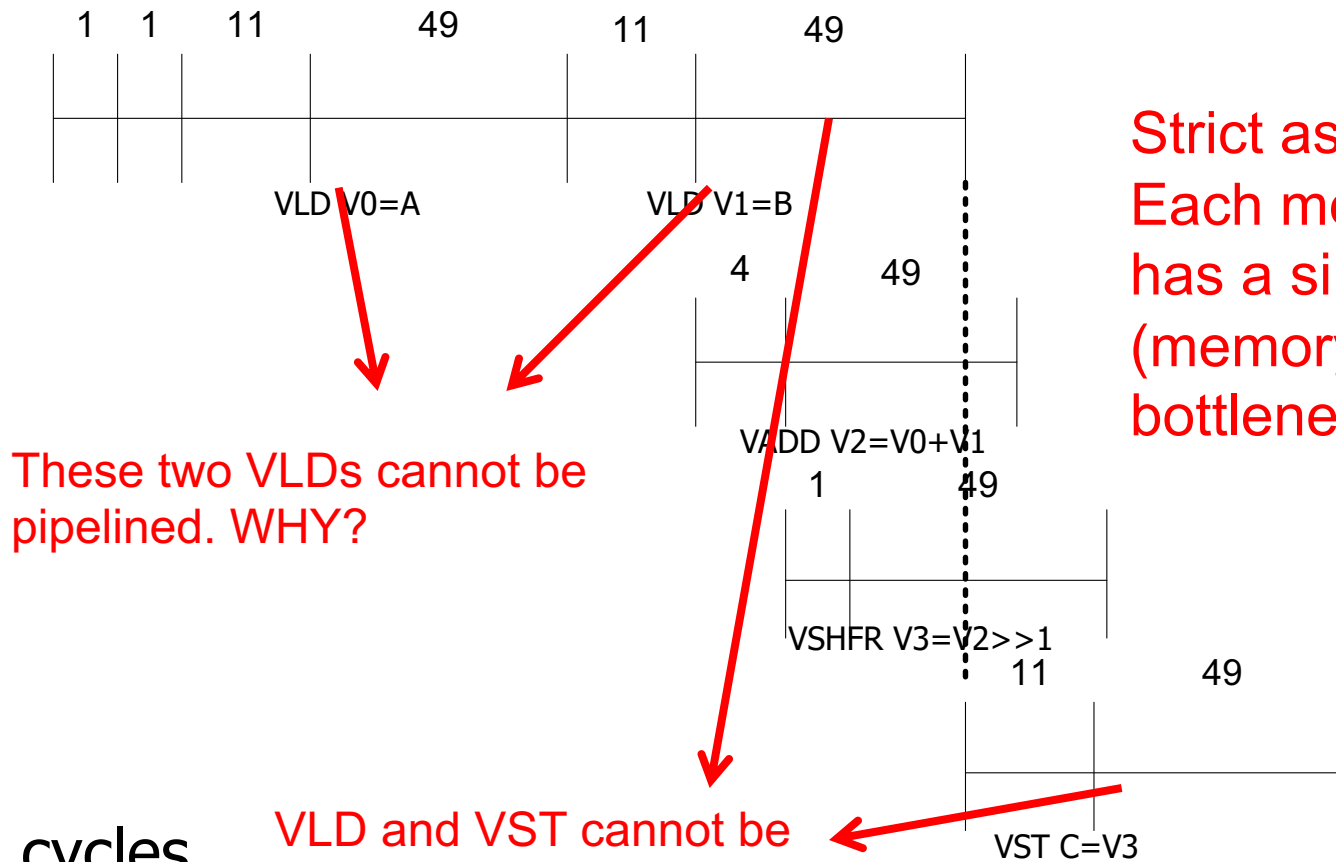 1 1 11 49 11 49
Strict as
Each me
has a si
(memory
bottlene
VLD V0=A
VLD V1=B
4 49
VADD V2=V0+V1
1 49
These two VLDs cannot be
pipelined. WHY?
VSHFR V3=V2>>1
11 49
VLD and VST cannot be
VST C=V3
cycles